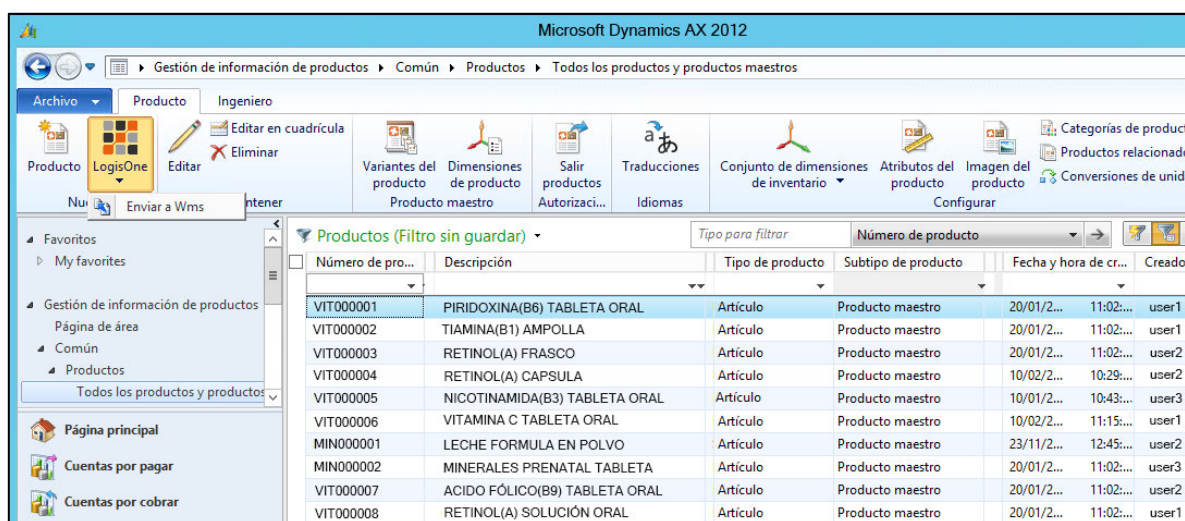 Microsoft Dynamics AX 2012
Gestión de información de productos Común Productos Todos los productos y productos maestros
Archivo Producto Ingeniero
Producto
LogisOne
Editar
Editar en cuadrícula
Eliminar
Variantes del producto
Dimensiones de producto
Salir productos
Traducciones
Conjunto de dimensiones de inventario
Atributos del producto
Imagen del producto
Categorías de product
Productos relacionad
Conversiones de unid
Nu
ntener
Producto maestro
Autorizaci...
Idiomas
Configurar
Enviar a Wms
Favoritos
My favorites
Gestión de información de productos
Página de área
Común
Productos
Todos los productos y productos
Página principal
Cuentas por pagar
Cuentas por cobrar
Productos (Filtro sin guardar) Tipo para filtrar Número de producto
Número de pro... Descripción Tipo de producto Subtipo de producto Fecha y hora de cr... Creado
VIT000001 PIRIDOXINA(B6) TABLETA ORAL Artículo Producto maestro 20/01/2... 11:02:... user1
VIT000002 TIAMINA(B1) AMPOLLA Artículo Producto maestro 20/01/2... 11:02:... user1
VIT000003 RETINOL(A) FRASCO Artículo Producto maestro 20/01/2... 11:02:... user2
VIT000004 RETINOL(A) CAPSULA Artículo Producto maestro 10/02/2... 10:29:... user2
VIT000005 NICOTINAMIDA(B3) TABLETA ORAL Artículo Producto maestro 10/01/2... 10:43:... user3
VIT000006 VITAMINA C TABLETA ORAL Artículo Producto maestro 10/02/2... 11:15:... user1
MIN000001 LECHE FORMULA EN POLVO Artículo Producto maestro 23/11/2... 12:45:... user2
MIN000002 MINERALES PRENATAL TABLETA Artículo Producto maestro 20/01/2... 11:02:... user3
VIT000007 ACIDO FÓLICO(B9) TABLETA ORAL Artículo Producto maestro 20/01/2... 11:02:... user2
VIT000008 RETINOL(A) SOLUCIÓN ORAL Artículo Producto maestro 20/01/2... 11:02:... user1